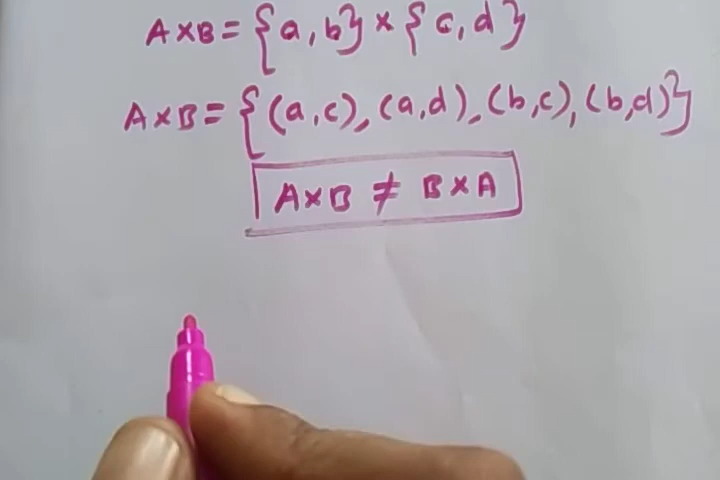 A×B = {a, b} × {c, d}
A×B = {(a,c), (a,d), (b,c), (b,d)}
A×B ≠ B×A